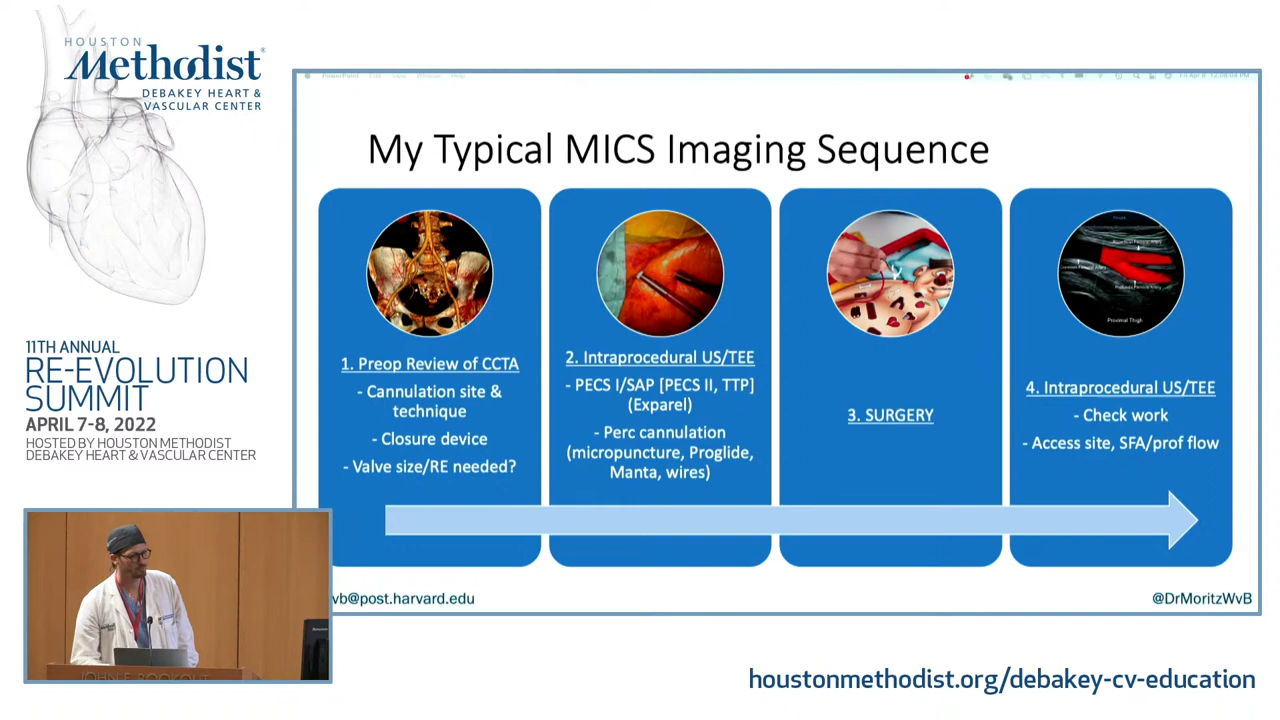 HOUSTON
Methodist
DEBAKEY HEART &
VASCULAR CENTER
11TH ANNUAL
RE-EVOLUTION
SUMMIT
APRIL 7-8, 2022
HOSTED BY HOUSTON METHODIST
DEBAKEY HEART & VASCULAR CENTER
My Typical MICS Imaging Sequence
1. Preop Review of CCTA
- Cannulation site &
technique
- Closure device
- Valve size/RE needed?
2. Intraprocedural US/TEE
- PECS I/SAP [PECS II, TTP]
(Exparel)
- Perc cannulation
(micropuncture, Proglide,
Manta, wires)
3. SURGERY
Proximal Thigh
4. Intraprocedural US/TEE
- Check work
- Access site, SFA/prof flow
vb@post.harvard.edu
@DrMoritzWvB
houstonmethodist.org/debakey-cv-education